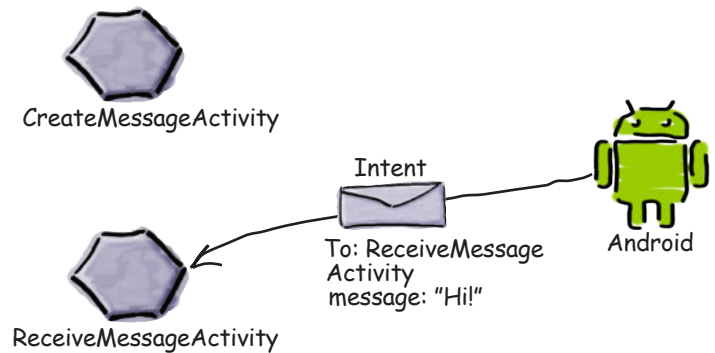 CreateMessageActivity
Intent
To: ReceiveMessage
Activity
message: "Hi!"
Android
ReceiveMessageActivity